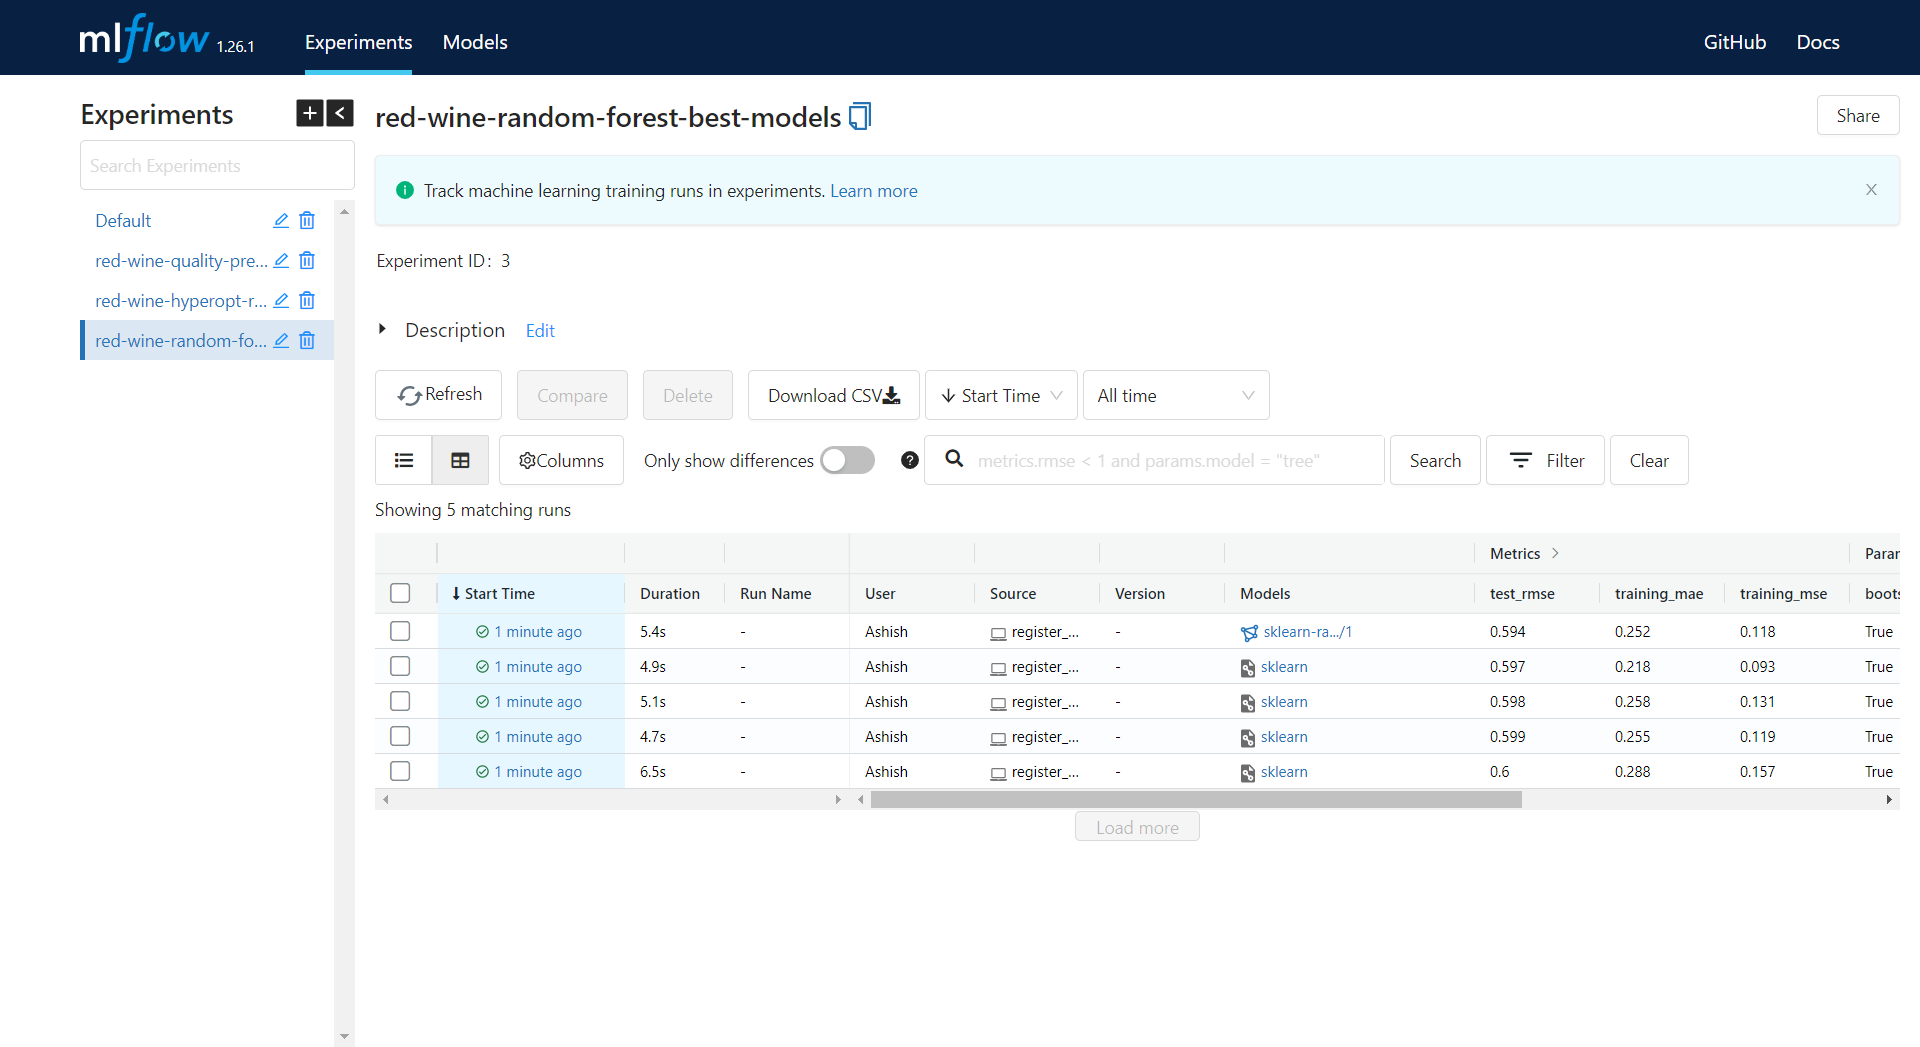 mlflow 1.26.1 Experiments Models GitHub Docs
Experiments
Search Experiments
Default
red-wine-quality-pre...
red-wine-hyperopt-r...
red-wine-random-fo...
red-wine-random-forest-best-models
Share
Track machine learning training runs in experiments. Learn more
Experiment ID: 3
Description Edit
Refresh Compare Delete Download CSV Start Time All time
Columns Only show differences metrics.rmse < 1 and params.model = "tree" Search Filter Clear
Showing 5 matching runs
Metrics Parar
Start Time Duration Run Name User Source Version Models test_rmse training_mae training_mse boots
1 minute ago 5.4s - Ashish register_... - sklearn-ra.../1 0.594 0.252 0.118 True
1 minute ago 4.9s - Ashish register_... - sklearn 0.597 0.218 0.093 True
1 minute ago 5.1s - Ashish register_... - sklearn 0.598 0.258 0.131 True
1 minute ago 4.7s - Ashish register_... - sklearn 0.599 0.255 0.119 True
1 minute ago 6.5s - Ashish register_... - sklearn 0.6 0.288 0.157 True
Load more